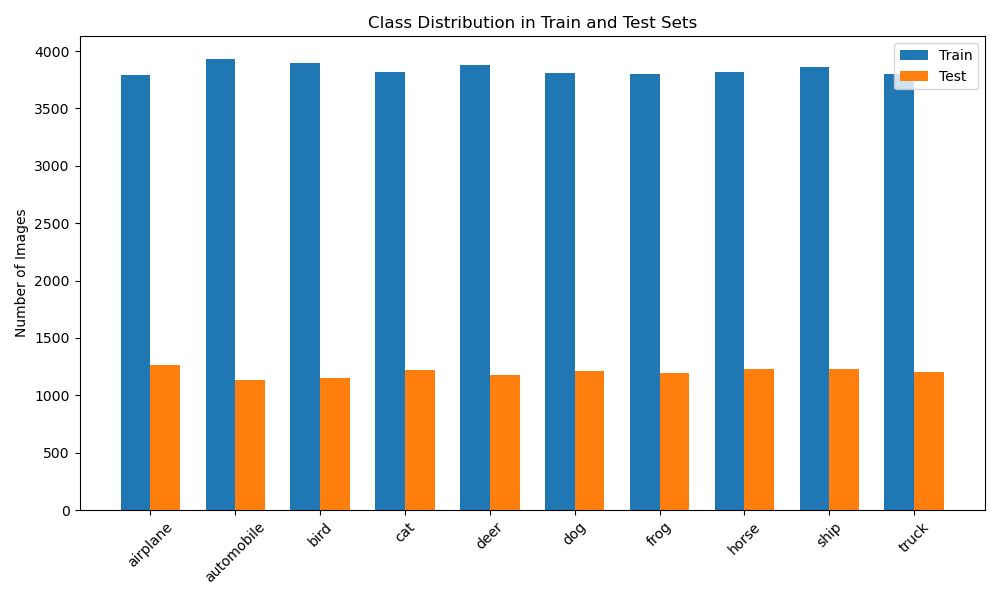 Class Distribution in Train and Test Sets
Train
Test
Number of Images
4000
3500
3000
2500
2000
1500
1000
500
0
airplane
automobile
bird
cat
deer
dog
frog
horse
ship
truck